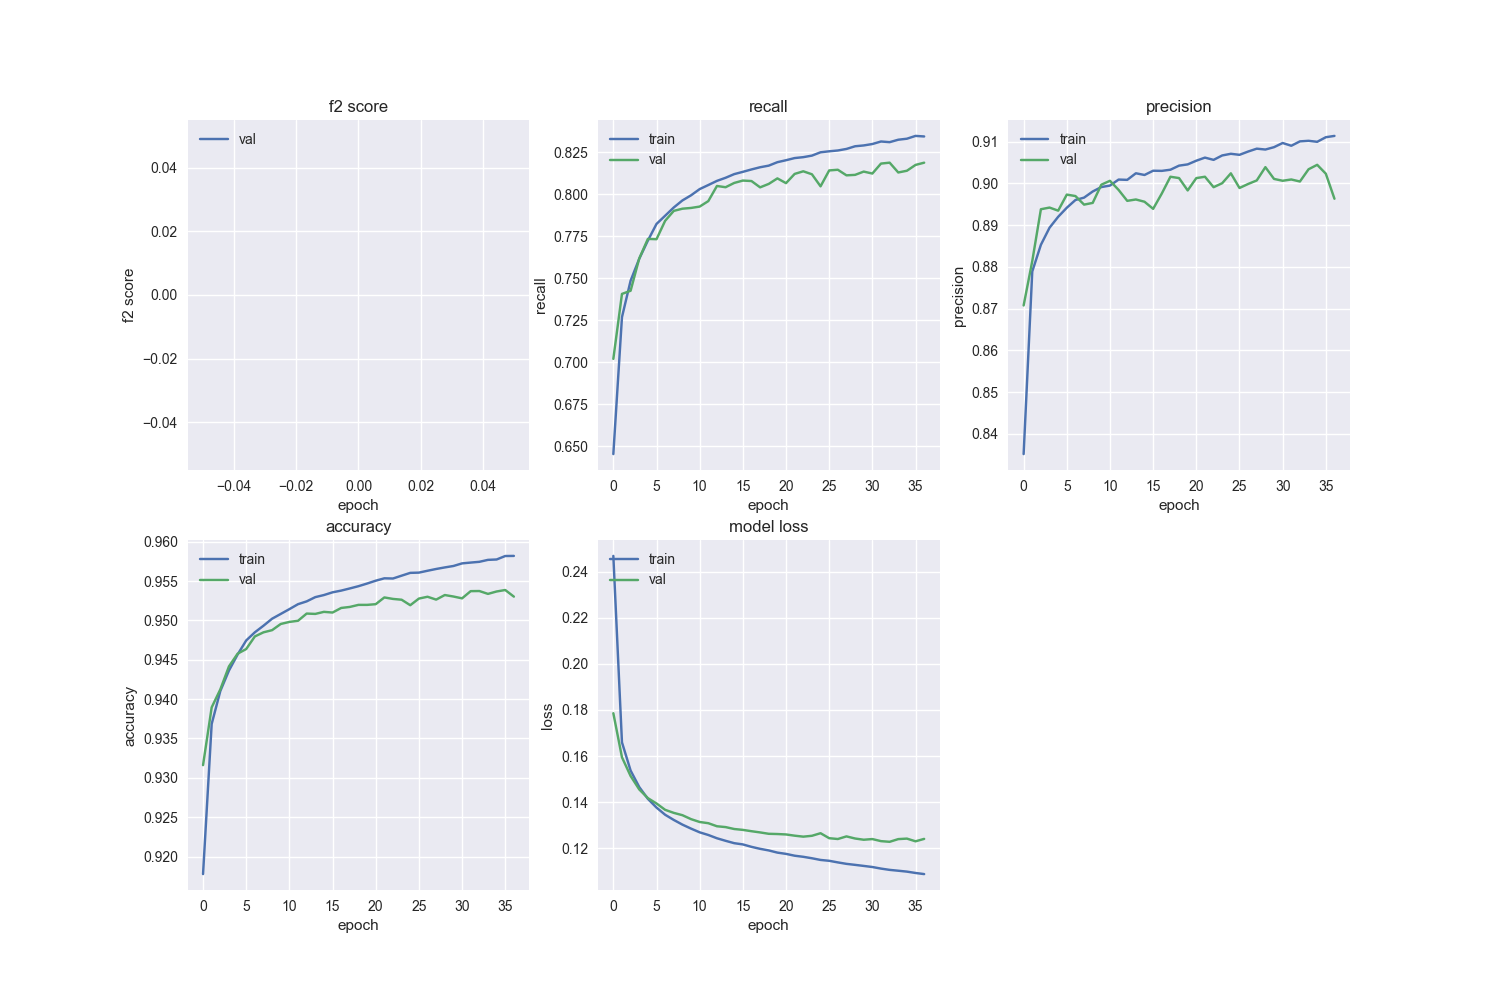 f2 score
val
0.04
0.02
0.00
−0.02
−0.04
f2 score
−0.04 −0.02 0.00 0.02 0.04
epoch
recall
train
val
0.825
0.800
0.775
0.750
0.725
0.700
0.675
0.650
recall
0 5 10 15 20 25 30 35
epoch
precision
train
val
0.91
0.90
0.89
0.88
0.87
0.86
0.85
0.84
precision
0 5 10 15 20 25 30 35
epoch
accuracy
train
val
0.960
0.955
0.950
0.945
0.940
0.935
0.930
0.925
0.920
accuracy
0 5 10 15 20 25 30 35
epoch
model loss
train
val
0.24
0.22
0.20
0.18
0.16
0.14
0.12
loss
0 5 10 15 20 25 30 35
epoch